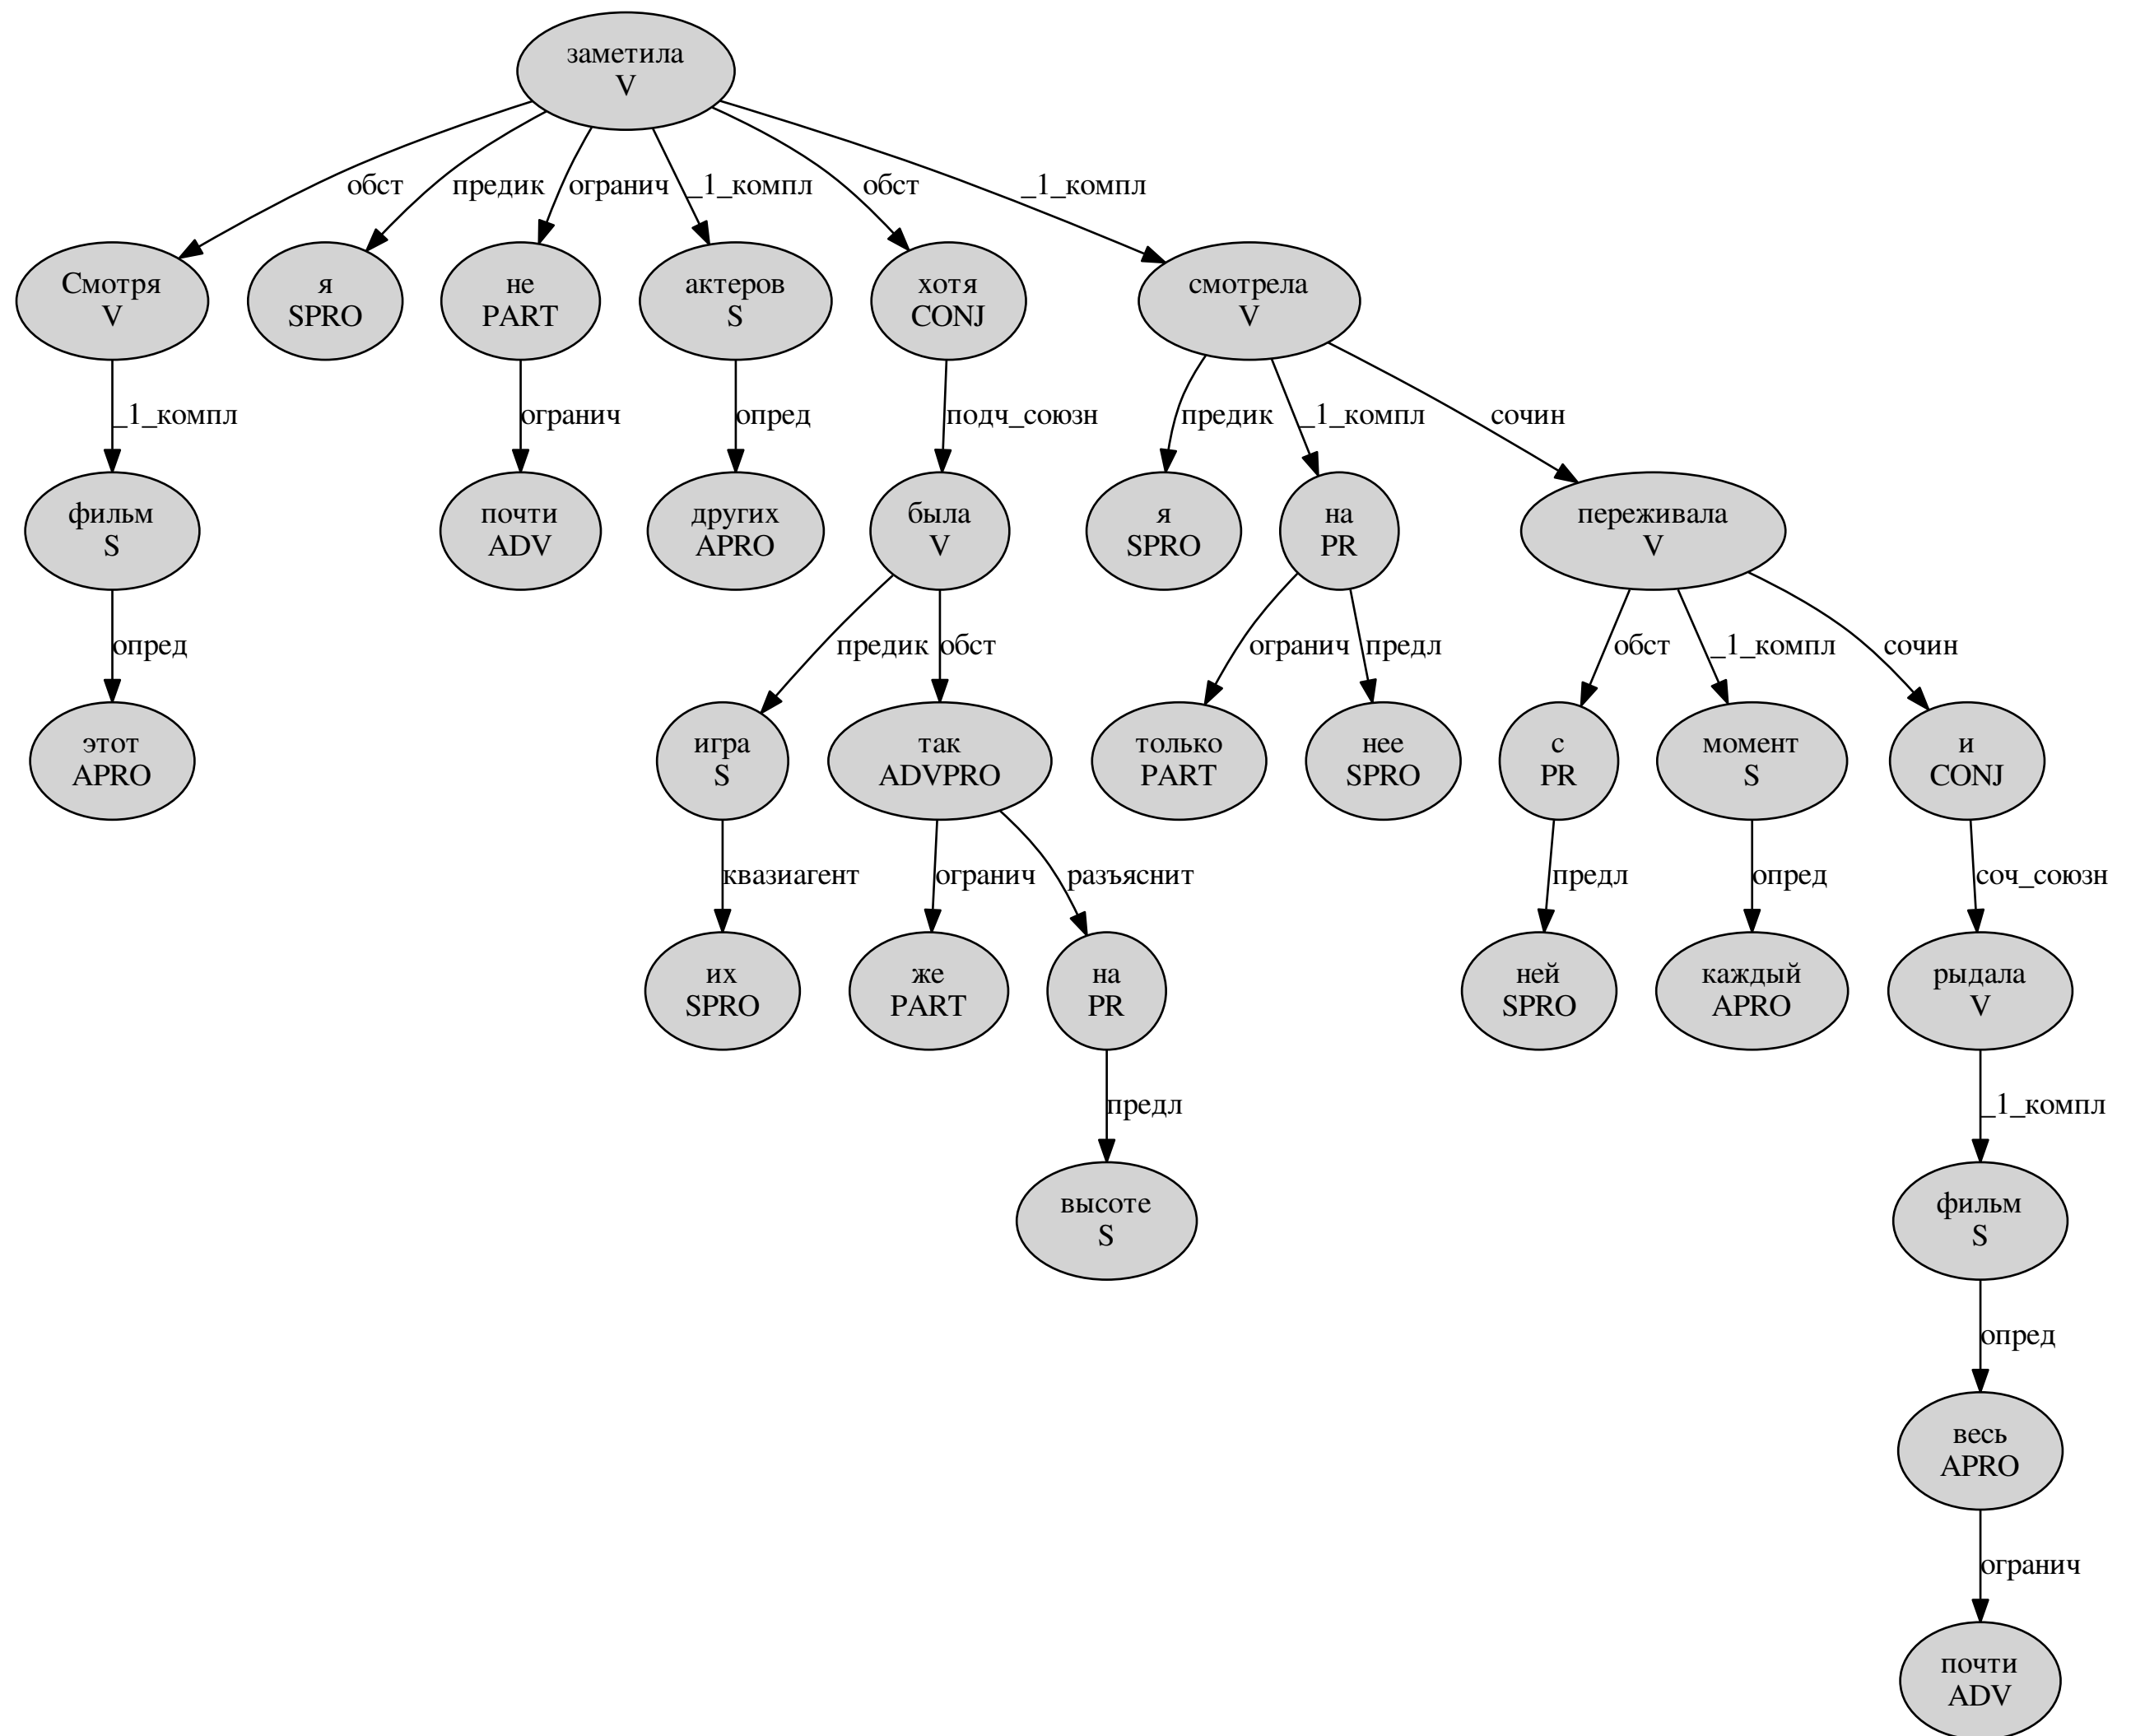 заметила
V
обст
предик
огранич
_1_компл
обст
_1_компл
Смотря
V
я
SPRO
не
PART
актеров
S
хотя
CONJ
смотрела
V
_1_компл
огранич
опред
подч_союзн
предик
_1_компл
сочин
фильм
S
почти
ADV
других
APRO
была
V
я
SPRO
на
PR
переживала
V
опред
предик
обст
огранич
предл
обст
_1_компл
сочин
этот
APRO
игра
S
так
ADVPRO
только
PART
нее
SPRO
с
PR
момент
S
и
CONJ
квазиагент
огранич
разъяснит
предл
опред
соч_союзн
их
SPRO
же
PART
на
PR
ней
SPRO
каждый
APRO
рыдала
V
предл
_1_компл
высоте
S
фильм
S
опред
весь
APRO
огранич
почти
ADV